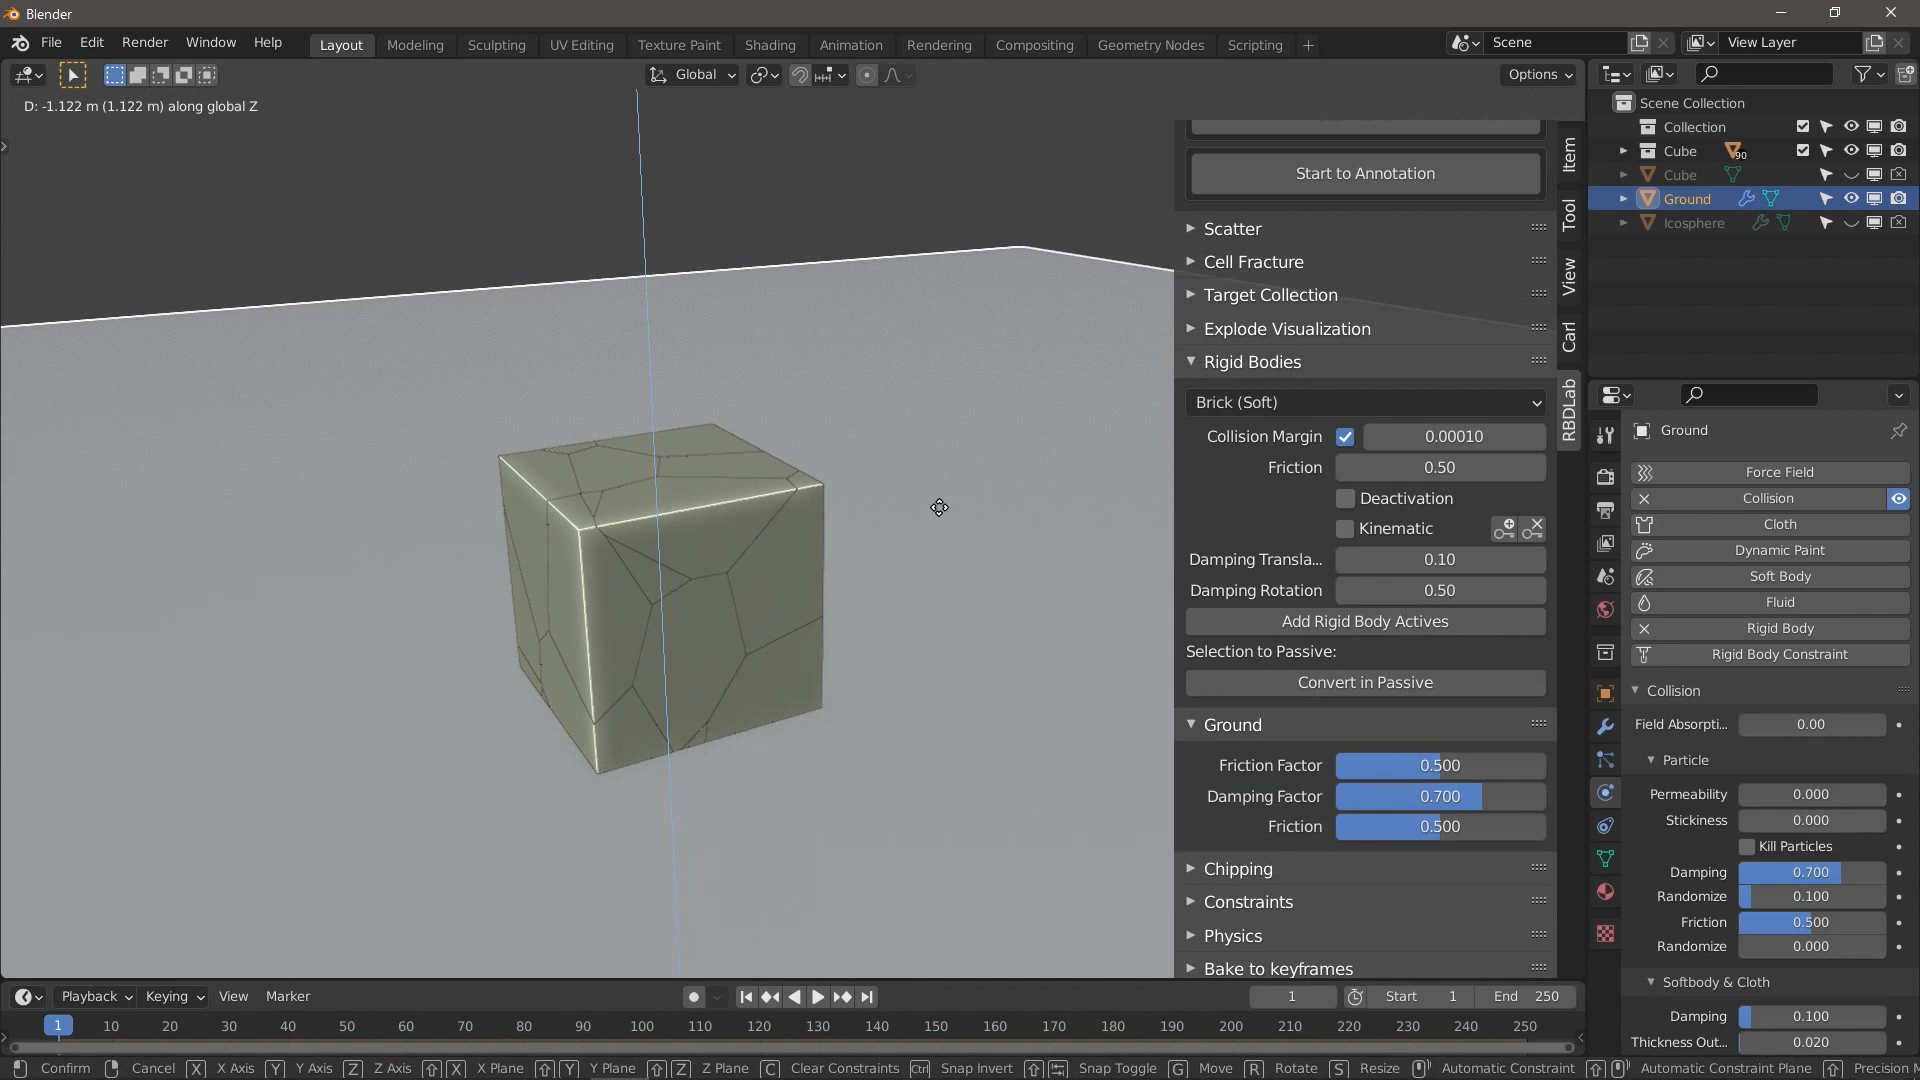 Blender
File Edit Render Window Help
Layout Modeling Sculpting UV Editing Texture Paint Shading Animation Rendering Compositing Geometry Nodes Scripting +
Scene
View Layer
Global
Options
D: -1.122 m (1.122 m) along global Z
Start to Annotation
Scatter
Cell Fracture
Target Collection
Explode Visualization
Rigid Bodies
Brick (Soft)
Collision Margin 0.00010
Friction 0.50
Deactivation
Kinematic
Damping Transla... 0.10
Damping Rotation 0.50
Add Rigid Body Actives
Selection to Passive:
Convert in Passive
Ground
Friction Factor 0.500
Damping Factor 0.700
Friction 0.500
Chipping
Constraints
Physics
Bake to keyframes
Item
Tool
View
Carl
RBDLab
Scene Collection
Collection
Cube 90
Cube
Ground
Icosphere
Ground
Force Field
Collision
Cloth
Dynamic Paint
Soft Body
Fluid
Rigid Body
Rigid Body Constraint
Collision
Field Absorpti... 0.00
Particle
Permeability 0.000
Stickiness 0.000
Kill Particles
Damping 0.700
Randomize 0.100
Friction 0.500
Randomize 0.000
Softbody & Cloth
Damping 0.100
Thickness Out... 0.020
Playback Keying View Marker
1 Start 1 End 250
1 10 20 30 40 50 60 70 80 90 100 110 120 130 140 150 160 170 180 190 200 210 220 230 240 250
Confirm Cancel X X Axis Y Y Axis Z Z Axis X X Plane Y Y Plane Z Z Plane C Clear Constraints Ctrl Snap Invert Snap Toggle G Move R Rotate S Resize Automatic Constraint Automatic Constraint Plane Precision M